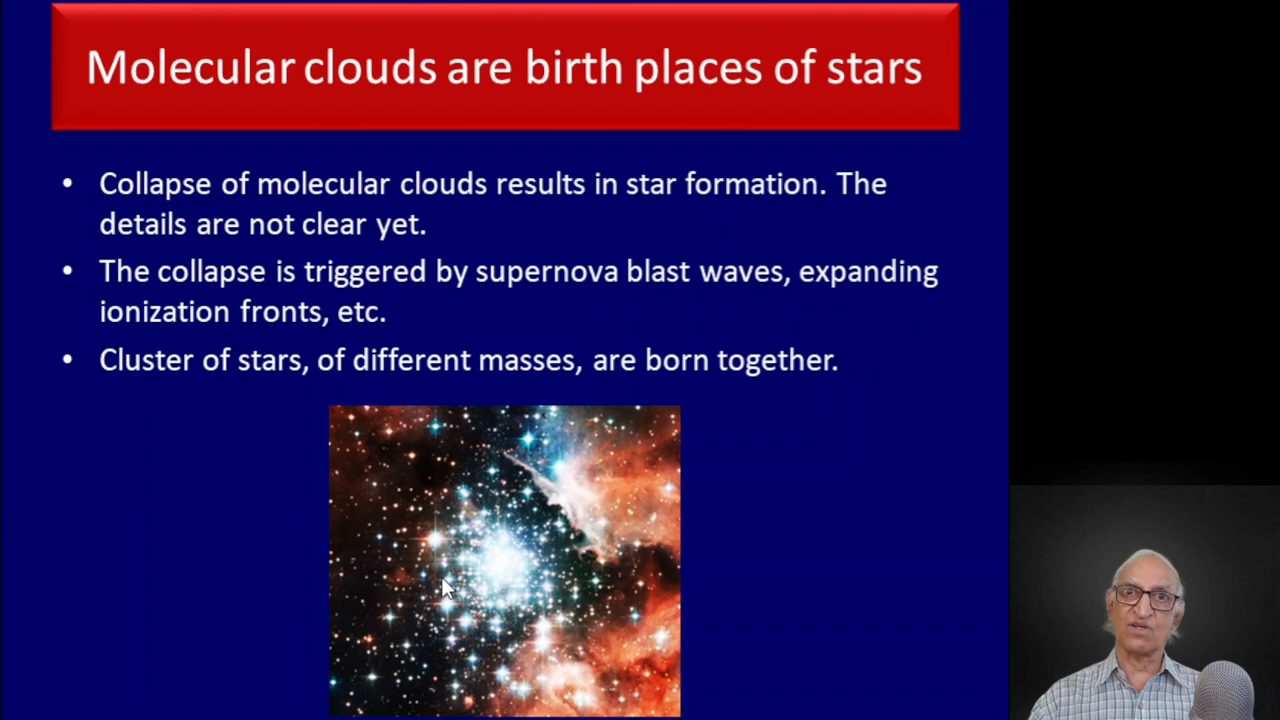 Molecular clouds are birth places of stars
• Collapse of molecular clouds results in star formation. The
details are not clear yet.
• The collapse is triggered by supernova blast waves, expanding
ionization fronts, etc.
• Cluster of stars, of different masses, are born together.